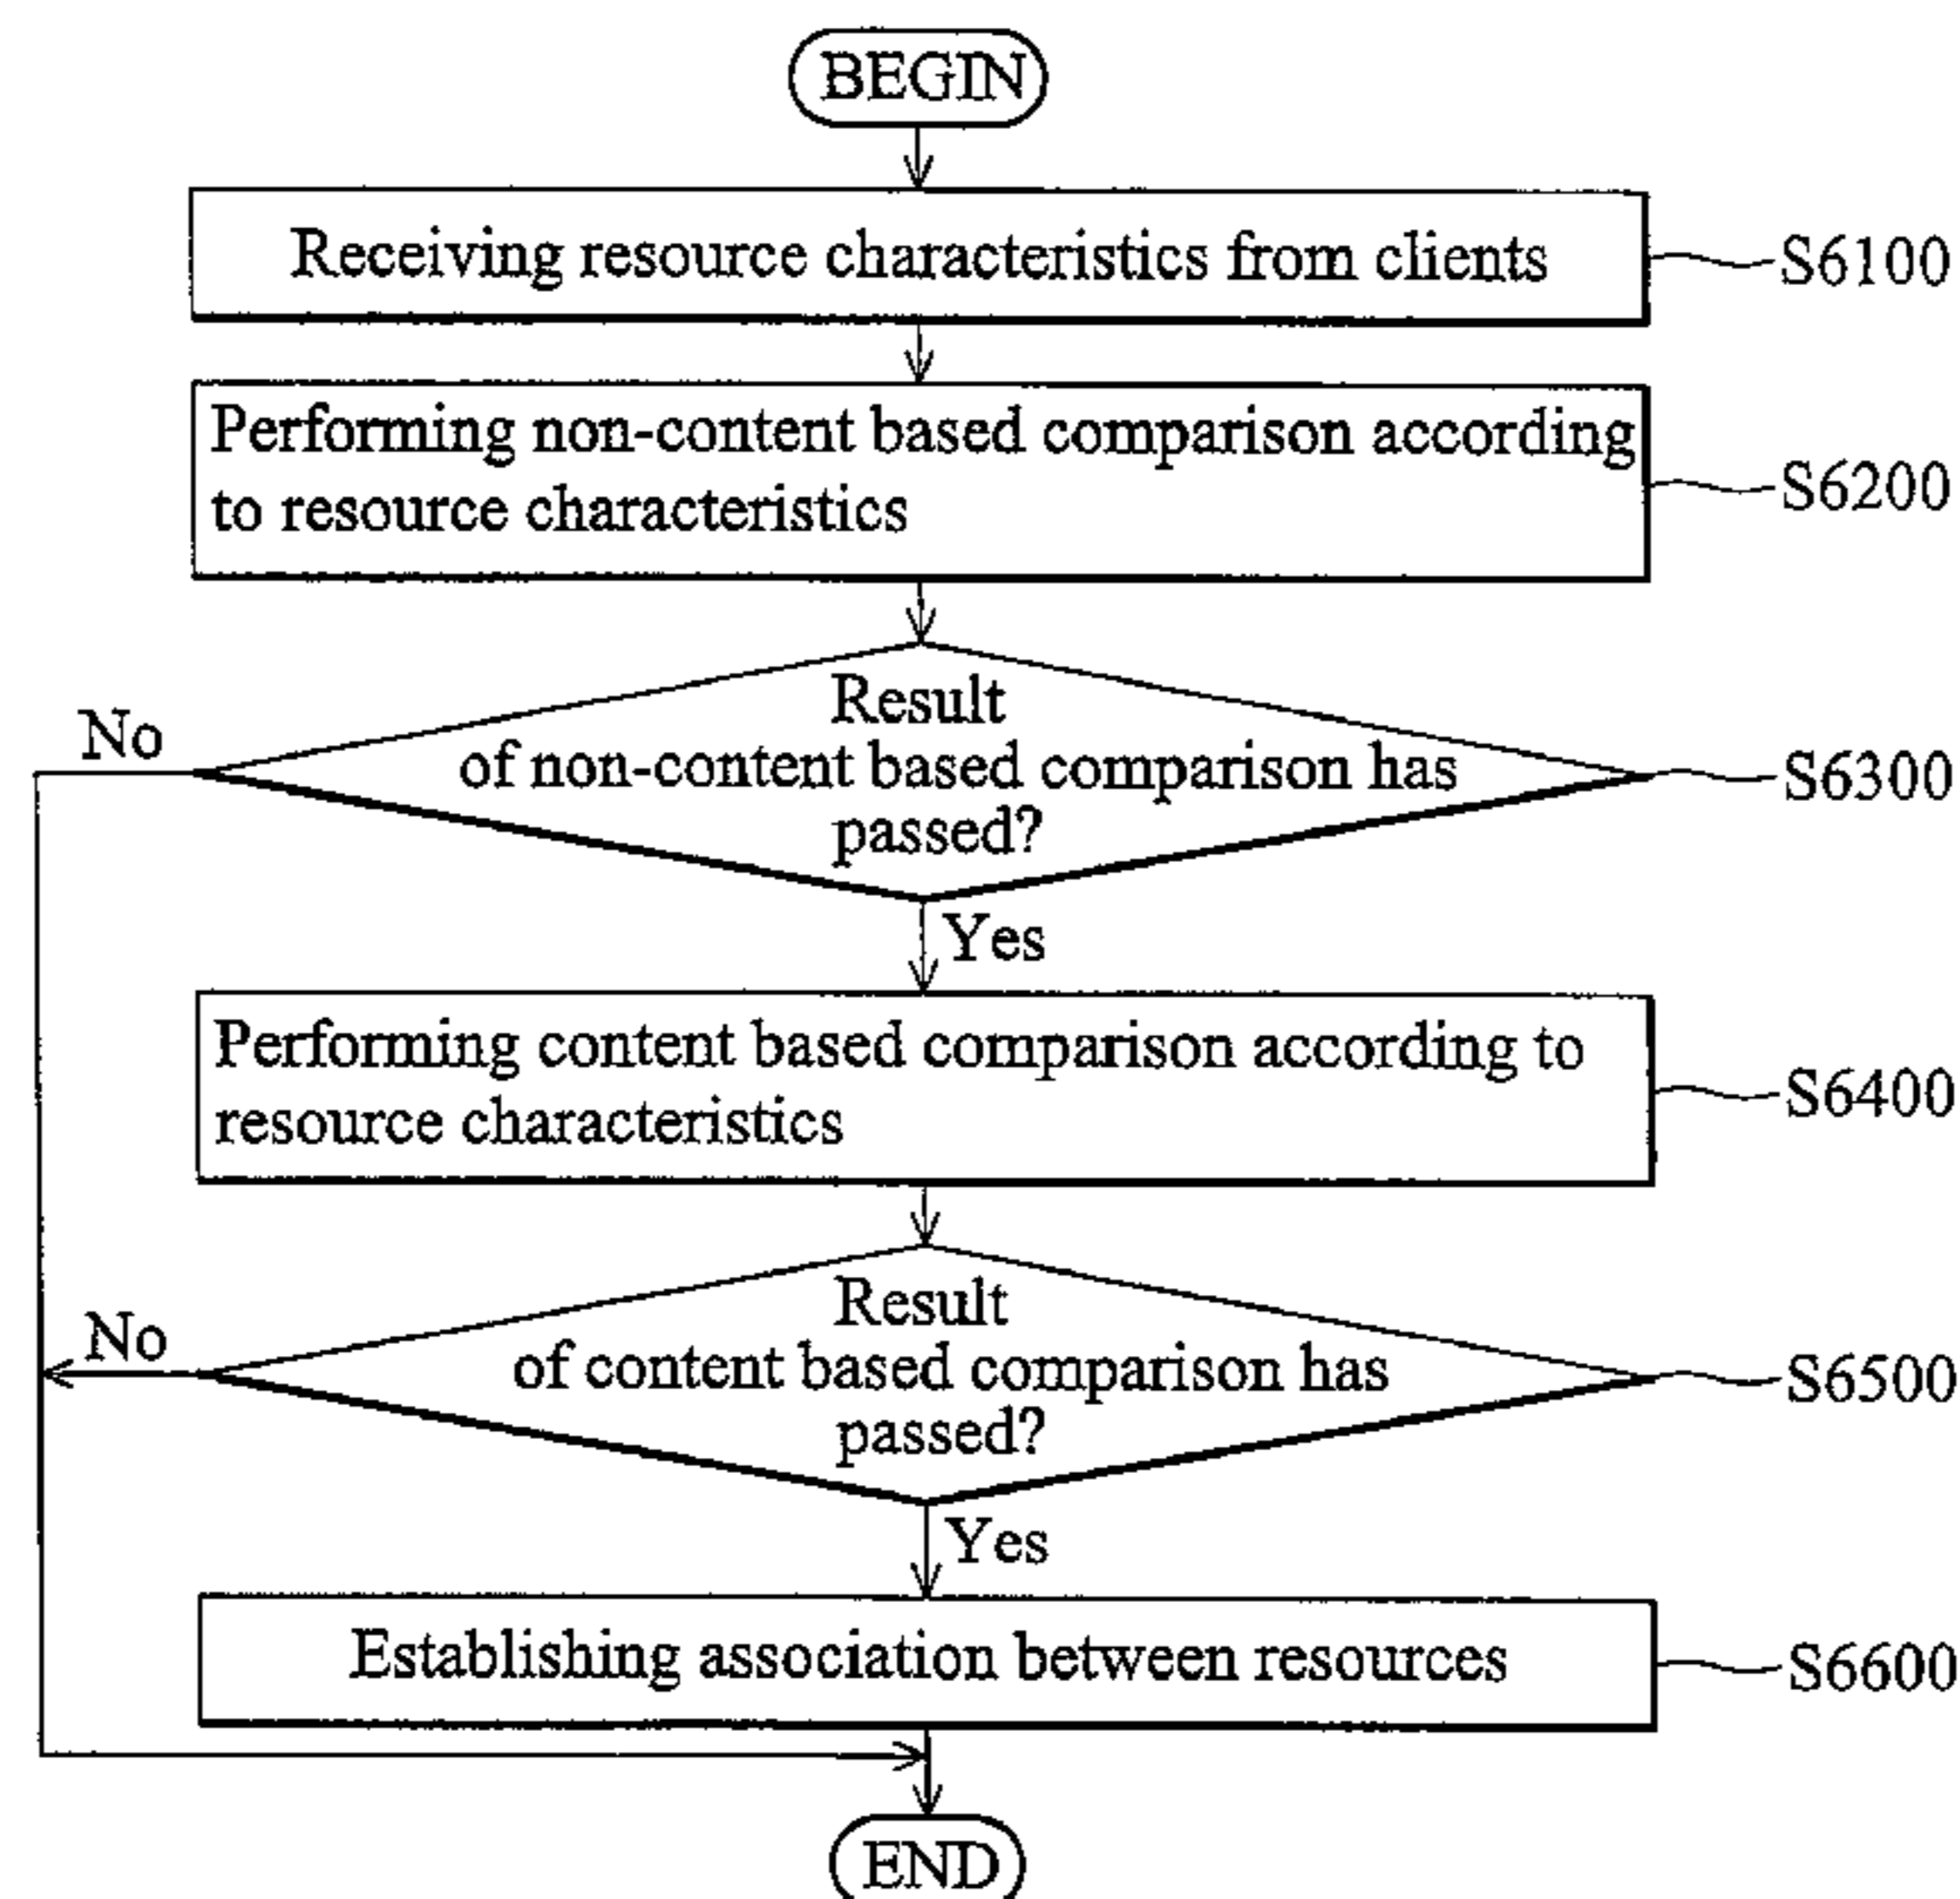 BEGIN
Receiving resource characteristics from clients
S6100
Performing non-content based comparison according
to resource characteristics
S6200
Result
of non-content based comparison has
passed?
No
S6300
Yes
Performing content based comparison according to
resource characteristics
S6400
Result
of content based comparison has
passed?
No
S6500
Yes
Establishing association between resources
S6600
END